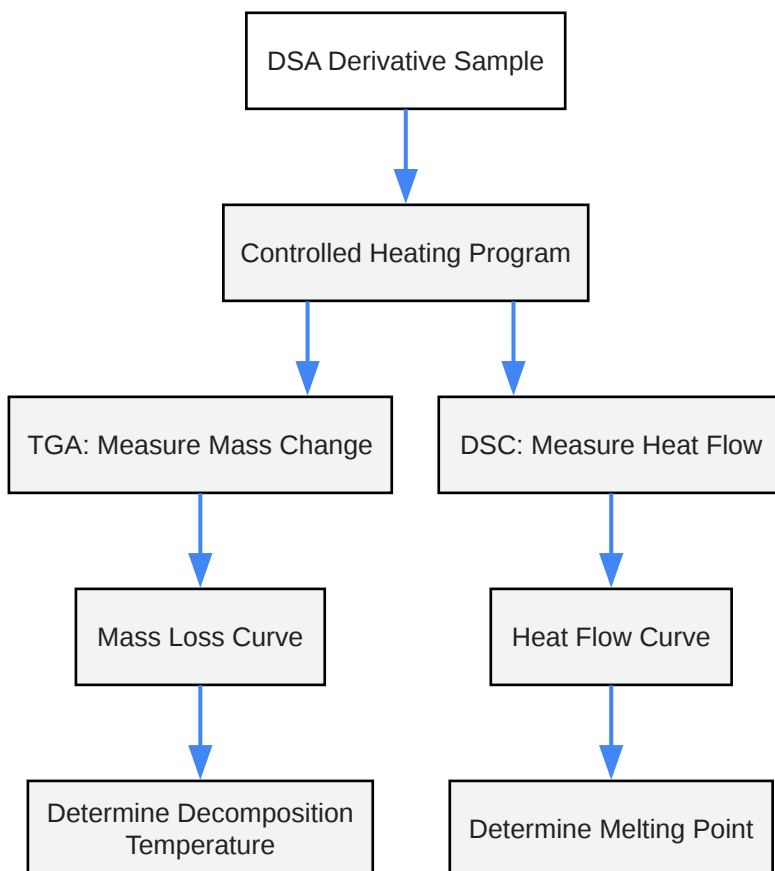 DSA Derivative Sample
Controlled Heating Program
TGA: Measure Mass Change
DSC: Measure Heat Flow
Mass Loss Curve
Heat Flow Curve
Determine Decomposition
Temperature
Determine Melting Point